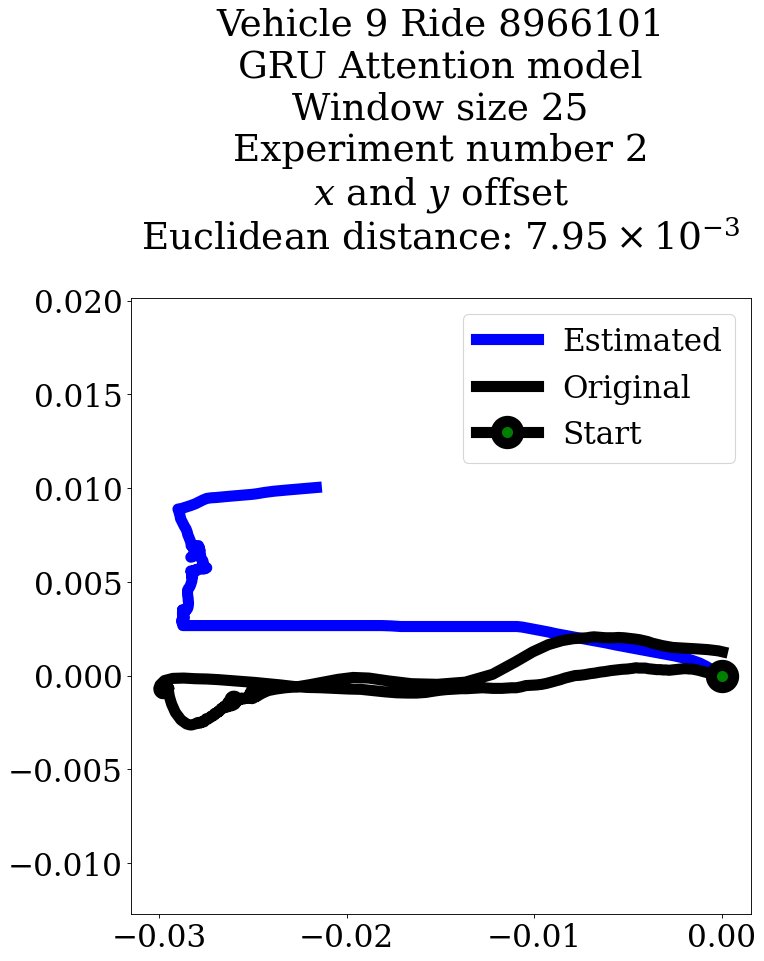 Vehicle 9 Ride 8966101
GRU Attention model
Window size 25
Experiment number 2
x and y offset
Euclidean distance: 7.95 × 10⁻³
0.020
0.015
0.010
0.005
0.000
−0.005
−0.010
Estimated
Original
Start
−0.03
−0.02
−0.01
0.00